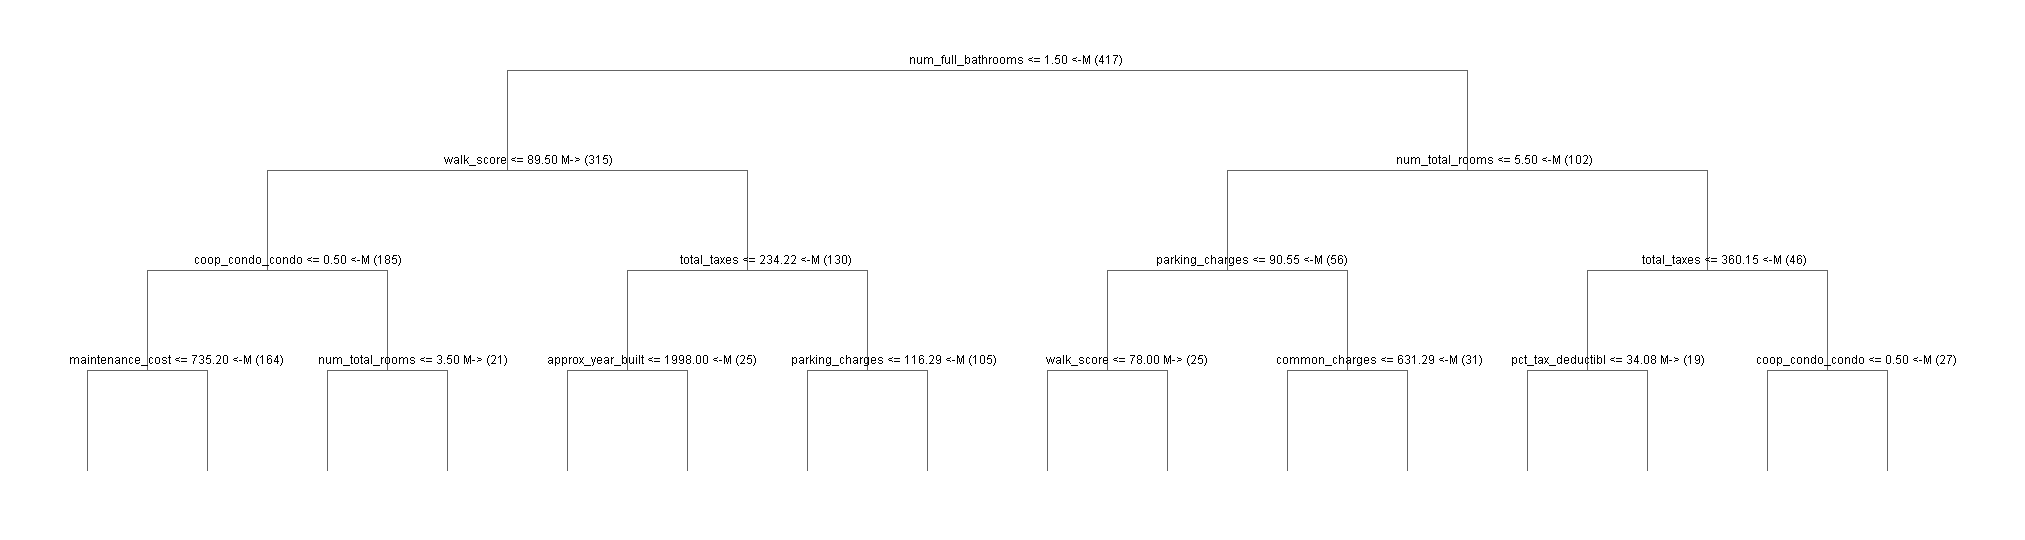 num_full_bathrooms <= 1.50 <-M (417)
walk_score <= 89.50 M-> (315)
num_total_rooms <= 5.50 <-M (102)
coop_condo_condo <= 0.50 <-M (185)
total_taxes <= 234.22 <-M (130)
parking_charges <= 90.55 <-M (56)
total_taxes <= 360.15 <-M (46)
maintenance_cost <= 735.20 <-M (164)
num_total_rooms <= 3.50 M-> (21)
approx_year_built <= 1998.00 <-M (25)
parking_charges <= 116.29 <-M (105)
walk_score <= 78.00 M-> (25)
common_charges <= 631.29 <-M (31)
pct_tax_deductibl <= 34.08 M-> (19)
coop_condo_condo <= 0.50 <-M (27)